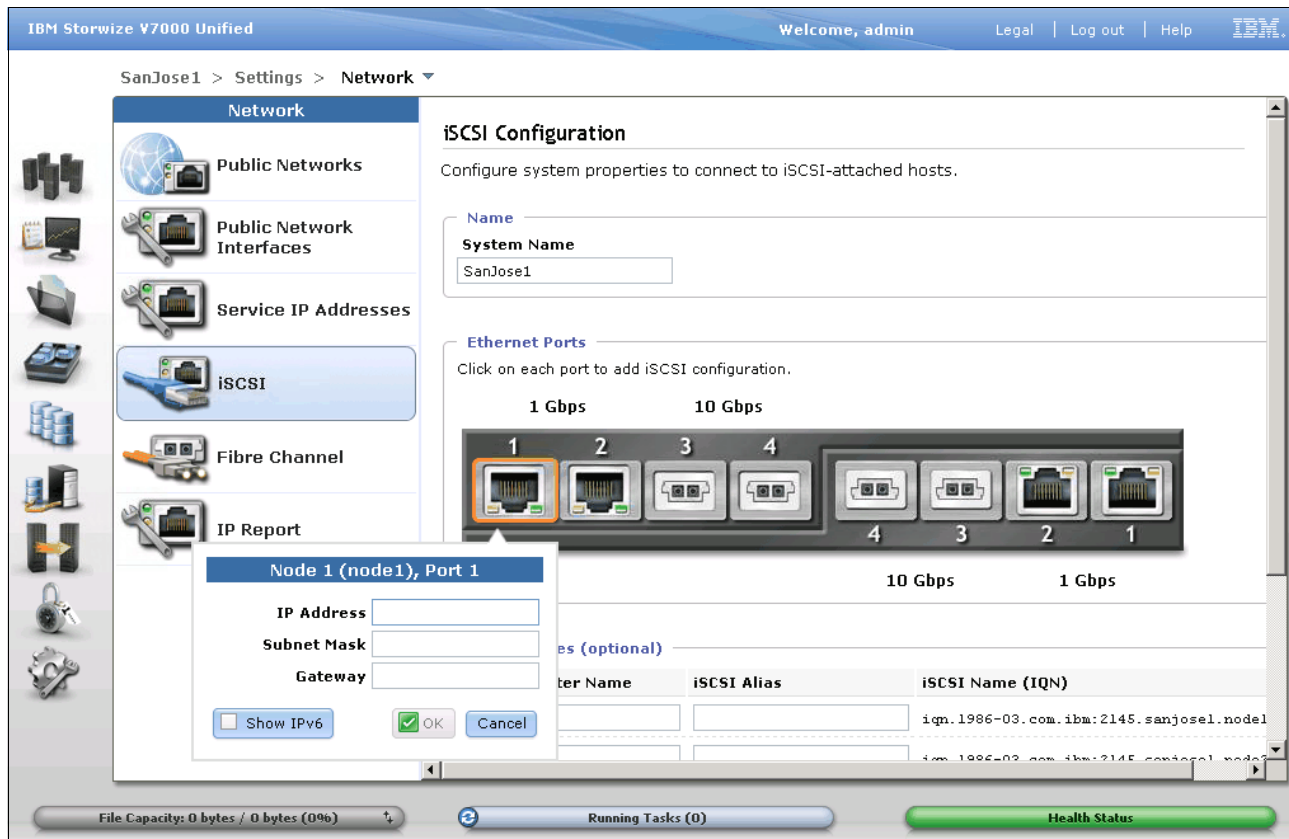 IBM Storwize V7000 Unified
Welcome, admin
Legal | Log out | Help
IBM.
SanJose1 > Settings > Network
Network
Public Networks
Public Network
Interfaces
Service IP Addresses
iSCSI
Fibre Channel
IP Report
iSCSI Configuration
Configure system properties to connect to iSCSI-attached hosts.
Name
System Name
SanJose1
Ethernet Ports
Click on each port to add iSCSI configuration.
1 Gbps 10 Gbps
1 2 3 4
4 3 2 1
10 Gbps 1 Gbps
Node 1 (node1), Port 1
IP Address
Subnet Mask
Gateway
Show IPv6
OK
Cancel
es (optional)
ter Name iSCSI Alias iSCSI Name (IQN)
iqn.1986-03.com.ibm:2145.sanjose1.node1
File Capacity: 0 bytes / 0 bytes (0%)
Running Tasks (0)
Health Status